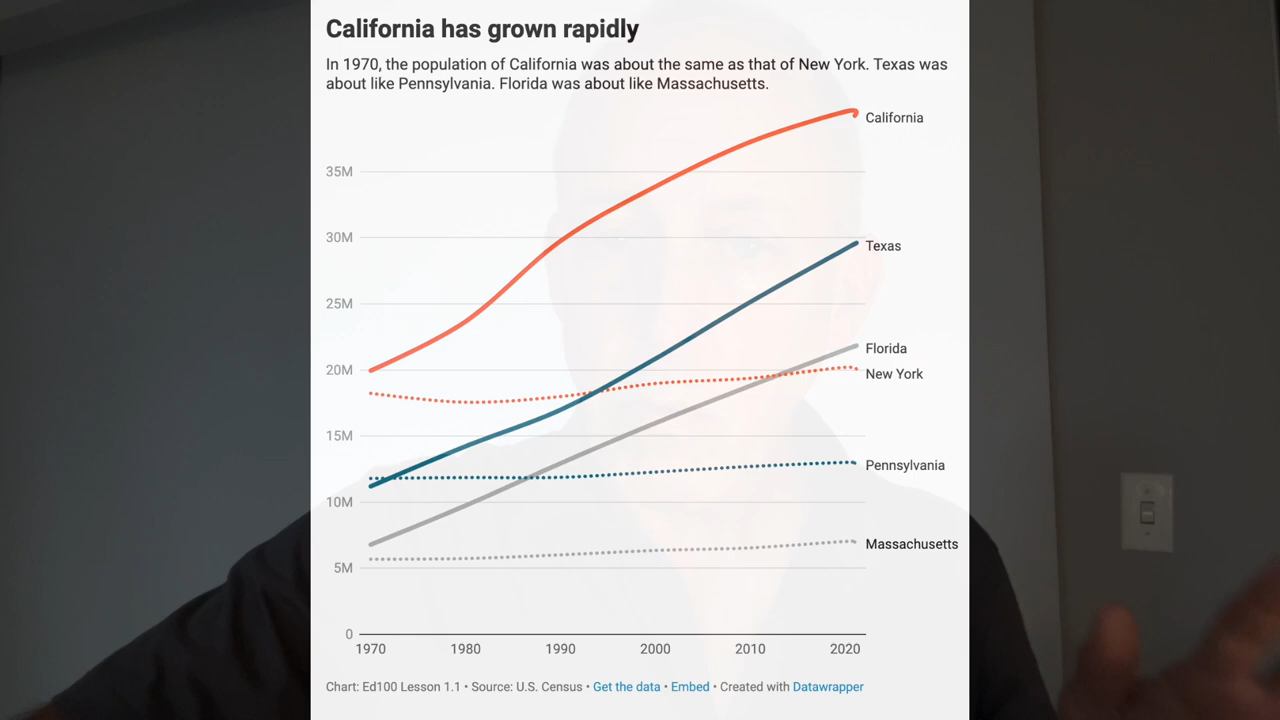 California has grown rapidly
In 1970, the population of California was about the same as that of New York. Texas was
about like Pennsylvania. Florida was about like Massachusetts.
California
35M
30M
Texas
25M
Florida
20M
New York
15M
Pennsylvania
10M
Massachusetts
5M
0
1970 1980 1990 2000 2010 2020
Chart: Ed100 Lesson 1.1 • Source: U.S. Census • Get the data • Embed • Created with Datawrapper